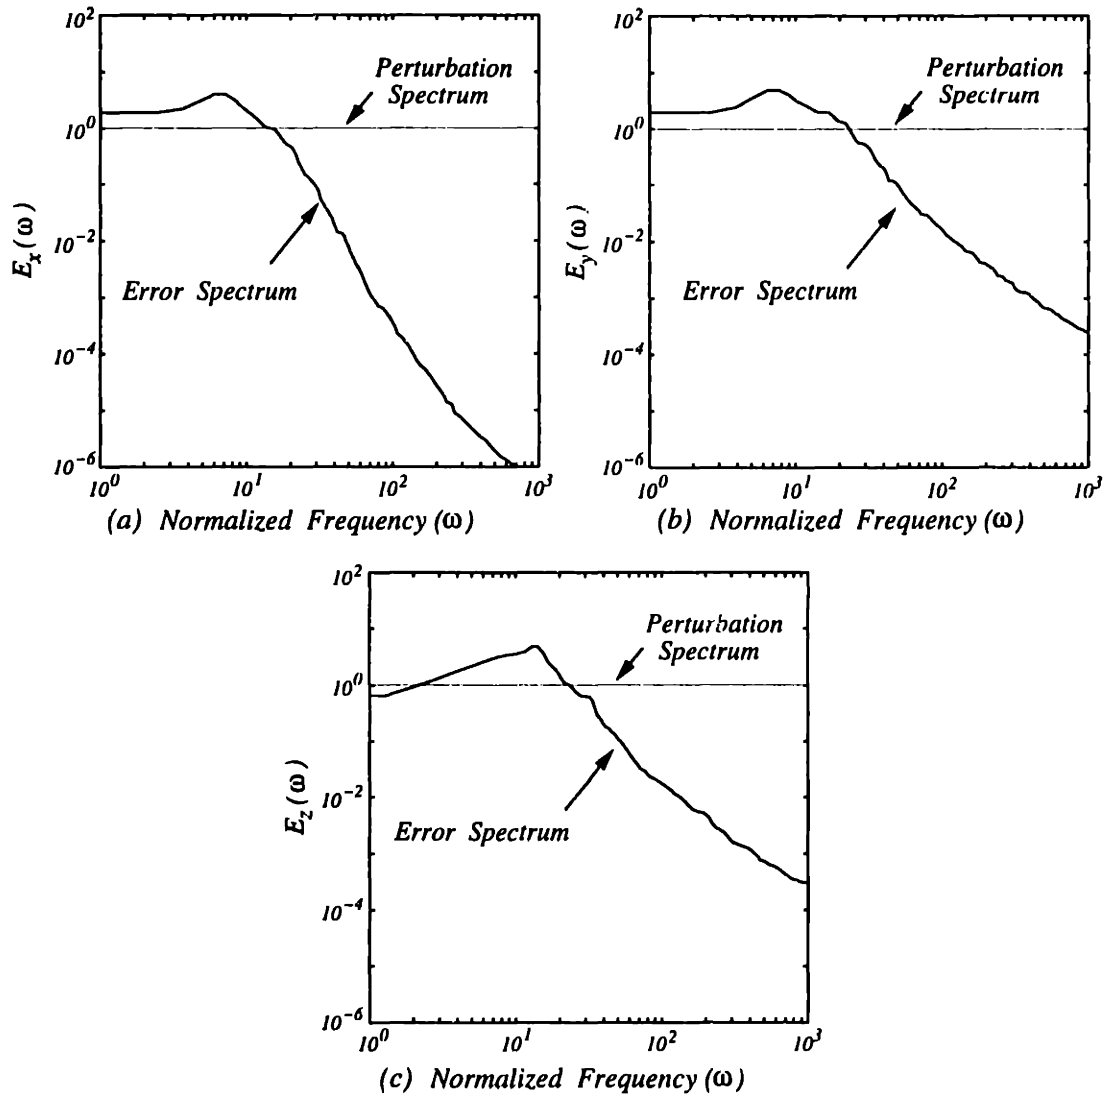 10^2
10^0
10^-2
10^-4
10^-6
E_x(ω)
Perturbation
Spectrum
Error Spectrum
10^0 10^1 10^2 10^3
(a) Normalized Frequency (ω)
10^2
10^0
10^-2
10^-4
10^-6
E_y(ω)
Perturbation
Spectrum
Error Spectrum
10^0 10^1 10^2 10^3
(b) Normalized Frequency (ω)
10^2
10^0
10^-2
10^-4
10^-6
E_z(ω)
Perturbation
Spectrum
Error Spectrum
10^0 10^1 10^2 10^3
(c) Normalized Frequency (ω)